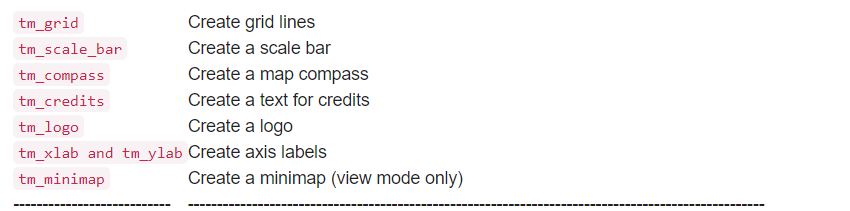 tm_grid Create grid lines
tm_scale_bar Create a scale bar
tm_compass Create a map compass
tm_credits Create a text for credits
tm_logo Create a logo
tm_xlab and tm_ylab Create axis labels
tm_minimap Create a minimap (view mode only)
--------------------------- ----------------------------------------------------------------------------------------------------